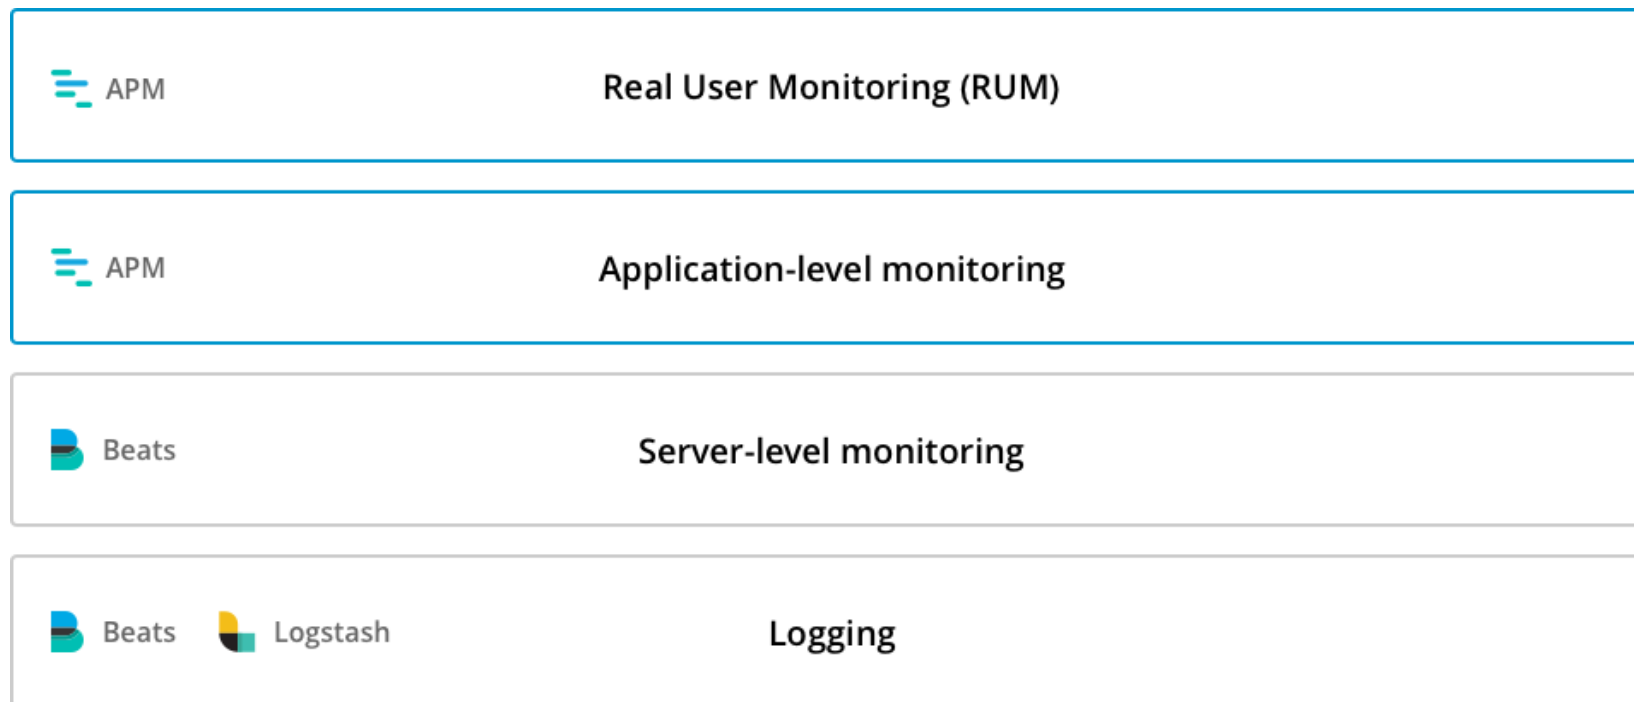 APM Real User Monitoring (RUM)
APM Application-level monitoring
Beats Server-level monitoring
Beats Logstash Logging